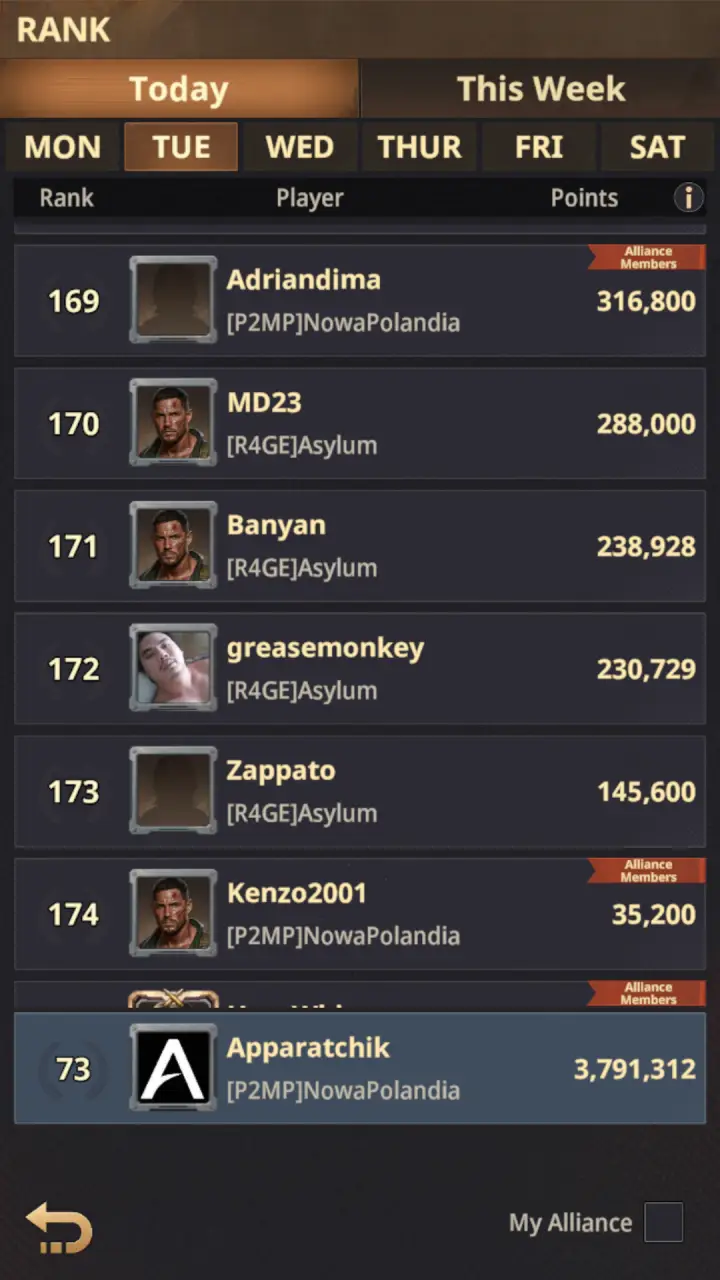 RANK
Today
This Week
MON
TUE
WED
THUR
FRI
SAT
Rank
Player
Points
i
Alliance
Members
169
Adriandima
[P2MP]NowaPolandia
316,800
170
MD23
[R4GE]Asylum
288,000
171
Banyan
[R4GE]Asylum
238,928
172
greasemonkey
[R4GE]Asylum
230,729
173
Zappato
[R4GE]Asylum
145,600
Alliance
Members
174
Kenzo2001
[P2MP]NowaPolandia
35,200
Alliance
Members
73
A
Apparatchik
[P2MP]NowaPolandia
3,791,312
My Alliance